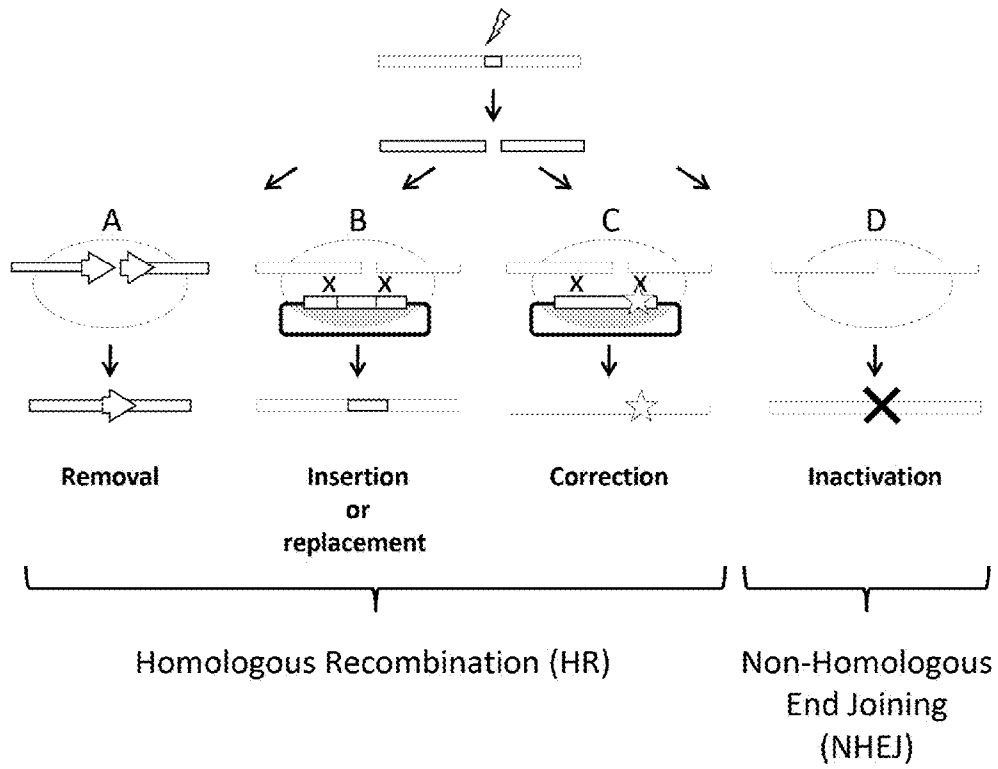 A
B
C
D
X X
X X
Removal
Insertion
or
replacement
Correction
Inactivation
Homologous Recombination (HR)
Non-Homologous
End Joining
(NHEJ)